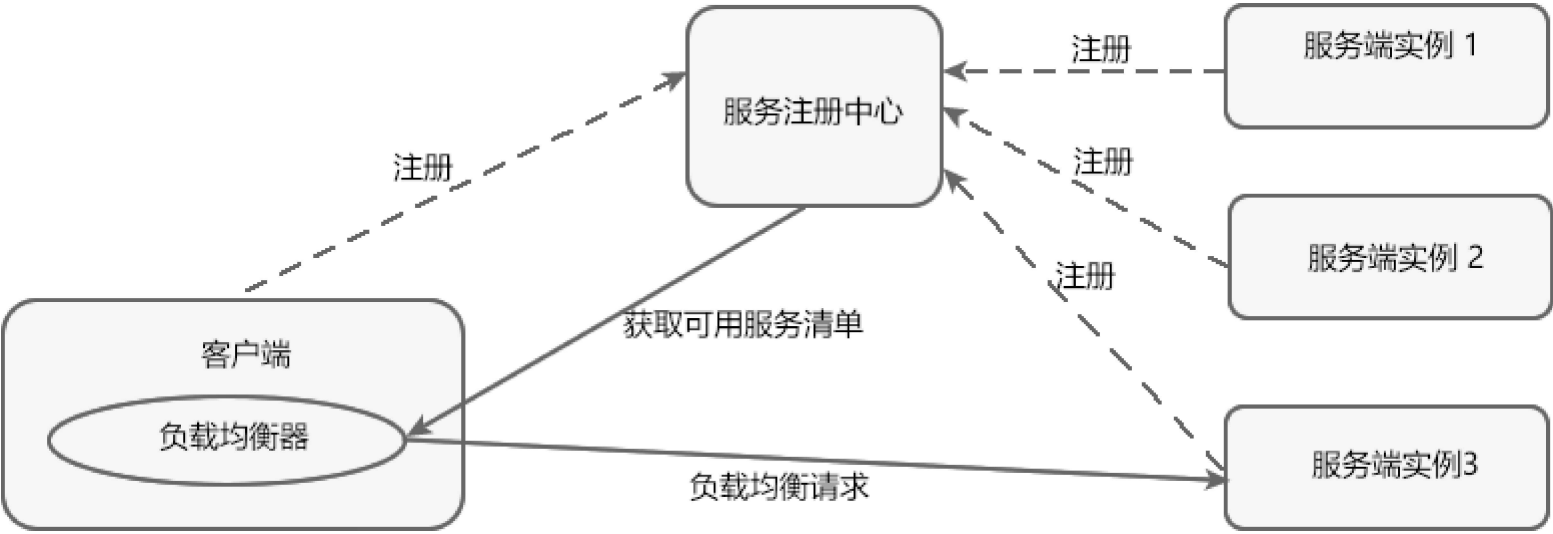 服务端实例 1
注册
服务注册中心
注册
注册
服务端实例 2
注册
获取可用服务清单
客户端
负载均衡器
服务端实例3
负载均衡请求